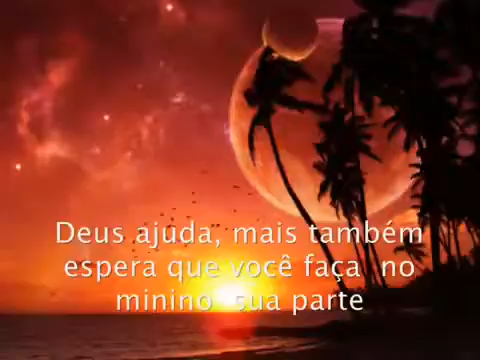 Deus ajuda, mais também
espera que você faça no
minino sua parte